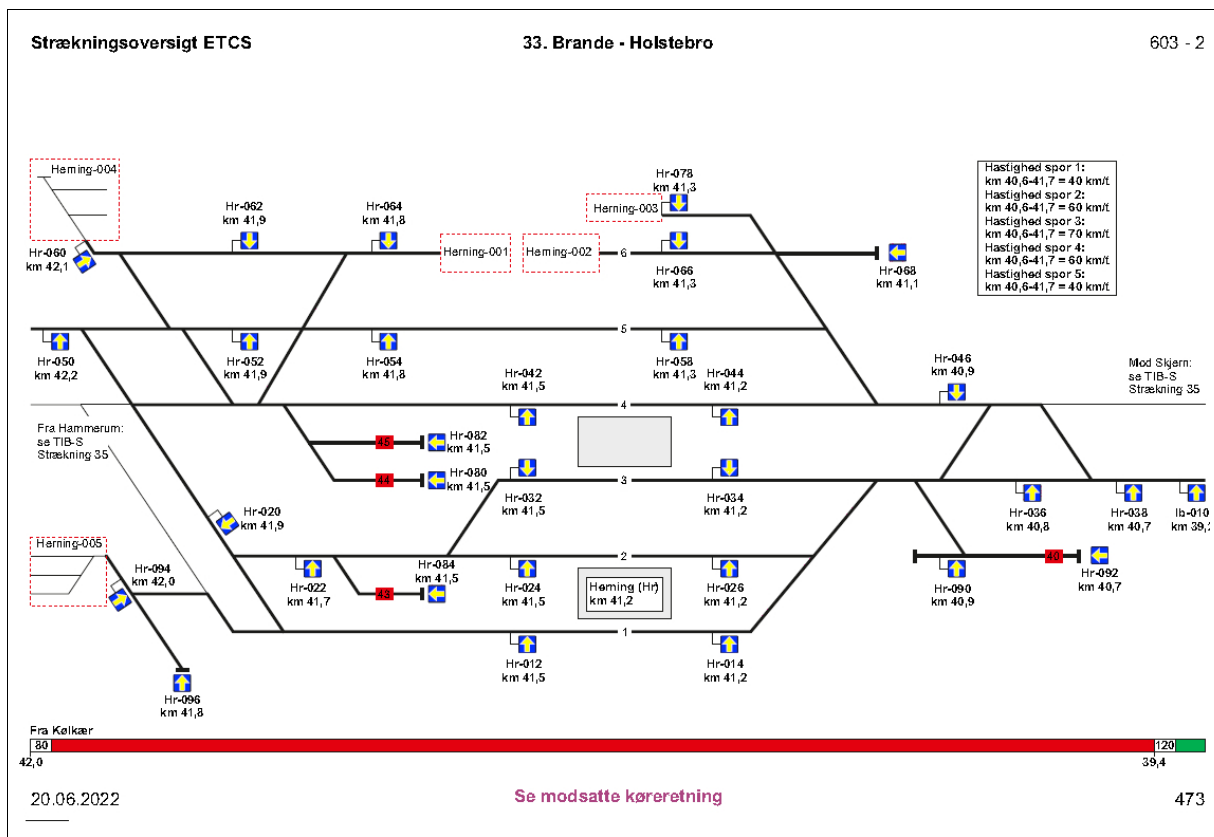 Strækningsoversigt ETCS
33. Brande - Holstebro
603 - 2
Herning-004
Hr-060
km 42,1
Hr-062
km 41,9
Hr-064
km 41,8
Herning-001
Herning-002
Herning-003
Hr-078
km 41,3
6
Hr-066
km 41,3
Hr-068
km 41,1
Hastighed spor 1:
km 40,6-41,7 = 40 km/t
Hastighed spor 2:
km 40,6-41,7 = 60 km/t
Hastighed spor 3:
km 40,6-41,7 = 70 km/t
Hastighed spor 4:
km 40,6-41,7 = 60 km/t
Hastighed spor 5:
km 40,6-41,7 = 40 km/t
5
Hr-050
km 42,2
Hr-052
km 41,9
Hr-054
km 41,8
Hr-058
km 41,3
Hr-042
km 41,5
Hr-044
km 41,2
Hr-046
km 40,9
Mod Skjern:
se TIB-S
Strækning 35
4
Fra Hammerum:
se TIB-S
Strækning 35
45
Hr-082
km 41,5
44
Hr-080
km 41,5
3
Hr-032
km 41,5
Hr-034
km 41,2
Hr-036
km 40,8
Hr-038
km 40,7
Ib-010
km 39,2
Hr-020
km 41,9
Herning-005
Hr-094
km 42,0
2
Hr-022
km 41,7
43
Hr-084
km 41,5
Hr-024
km 41,5
Herning (Hr)
km 41,2
Hr-026
km 41,2
40
Hr-090
km 40,9
Hr-092
km 40,7
1
Hr-012
km 41,5
Hr-014
km 41,2
Hr-096
km 41,8
Fra Kølkær
80
120
42,0
39,4
20.06.2022
Se modsatte køreretning
473